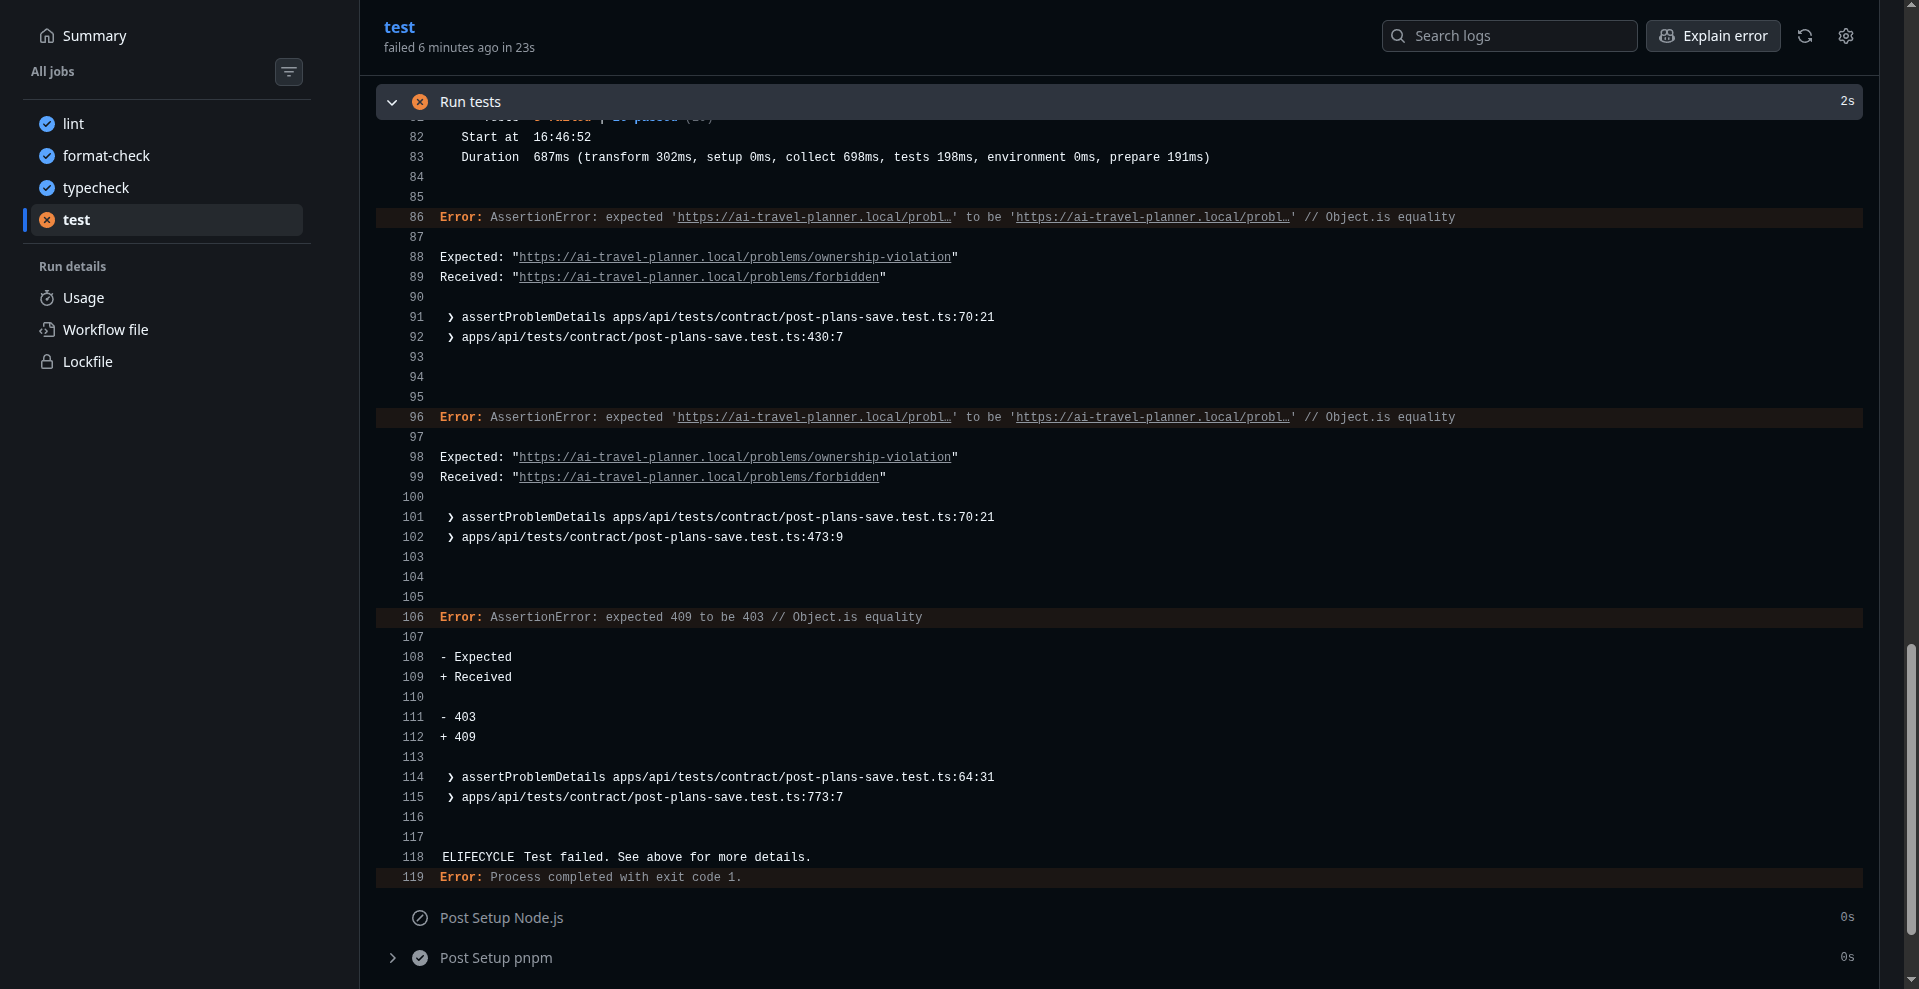 Summary
All jobs
lint
format-check
typecheck
test
Run details
Usage
Workflow file
Lockfile
test
failed 6 minutes ago in 23s
Search logs
Explain error
Run tests 2s
82 Start at 16:46:52
83 Duration 687ms (transform 302ms, setup 0ms, collect 698ms, tests 198ms, environment 0ms, prepare 191ms)
84
85
86 Error: AssertionError: expected 'https://ai-travel-planner.local/probl…' to be 'https://ai-travel-planner.local/probl…' // Object.is equality
87
88 Expected: "https://ai-travel-planner.local/problems/ownership-violation"
89 Received: "https://ai-travel-planner.local/problems/forbidden"
90
91 ❯ assertProblemDetails apps/api/tests/contract/post-plans-save.test.ts:70:21
92 ❯ apps/api/tests/contract/post-plans-save.test.ts:430:7
93
94
95
96 Error: AssertionError: expected 'https://ai-travel-planner.local/probl…' to be 'https://ai-travel-planner.local/probl…' // Object.is equality
97
98 Expected: "https://ai-travel-planner.local/problems/ownership-violation"
99 Received: "https://ai-travel-planner.local/problems/forbidden"
100
101 ❯ assertProblemDetails apps/api/tests/contract/post-plans-save.test.ts:70:21
102 ❯ apps/api/tests/contract/post-plans-save.test.ts:473:9
103
104
105
106 Error: AssertionError: expected 409 to be 403 // Object.is equality
107
108 - Expected
109 + Received
110
111 - 403
112 + 409
113
114 ❯ assertProblemDetails apps/api/tests/contract/post-plans-save.test.ts:64:31
115 ❯ apps/api/tests/contract/post-plans-save.test.ts:773:7
116
117
118 ELIFECYCLE Test failed. See above for more details.
119 Error: Process completed with exit code 1.
Post Setup Node.js 0s
Post Setup pnpm 0s